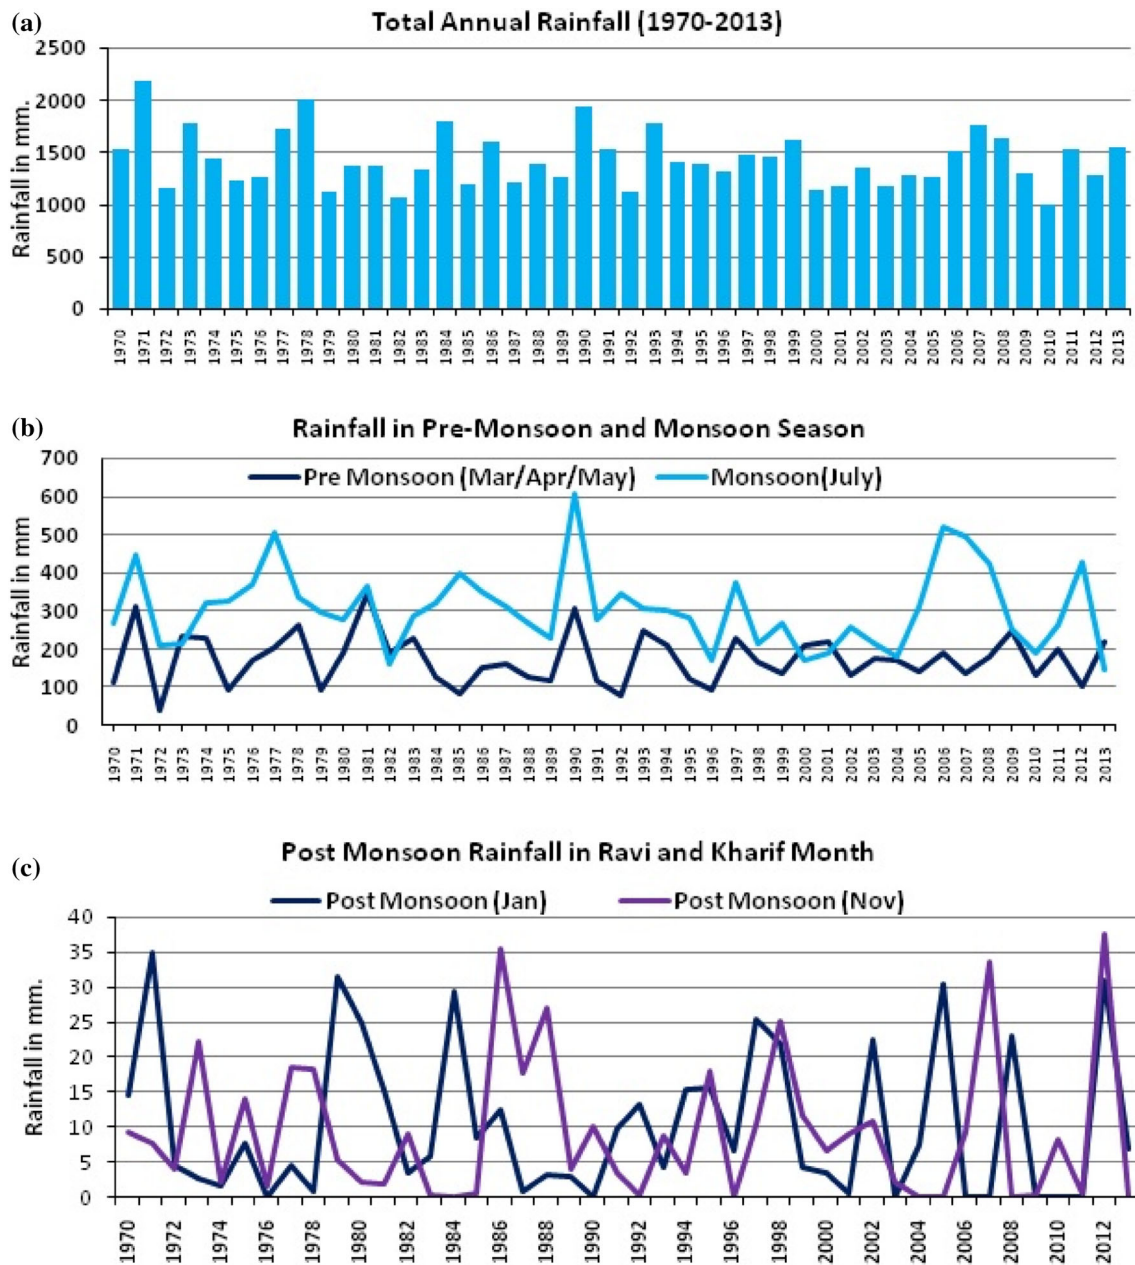 (a)
Total Annual Rainfall (1970-2013)
Rainfall in mm.
2500
2000
1500
1000
500
0
1970 1971 1972 1973 1974 1975 1976 1977 1978 1979 1980 1981 1982 1983 1984 1985 1986 1987 1988 1989 1990 1991 1992 1993 1994 1995 1996 1997 1998 1999 2000 2001 2002 2003 2004 2005 2006 2007 2008 2009 2010 2011 2012 2013
(b)
Rainfall in Pre-Monsoon and Monsoon Season
Pre Monsoon (Mar/Apr/May) Monsoon(July)
Rainfall in mm
700
600
500
400
300
200
100
0
1970 1971 1972 1973 1974 1975 1976 1977 1978 1979 1980 1981 1982 1983 1984 1985 1986 1987 1988 1989 1990 1991 1992 1993 1994 1995 1996 1997 1998 1999 2000 2001 2002 2003 2004 2005 2006 2007 2008 2009 2010 2011 2012 2013
(c)
Post Monsoon Rainfall in Ravi and Kharif Month
Post Monsoon (Jan) Post Monsoon (Nov)
Rainfall in mm.
40
35
30
25
20
15
10
5
0
1970 1972 1974 1976 1978 1980 1982 1984 1986 1988 1990 1992 1994 1996 1998 2000 2002 2004 2006 2008 2010 2012